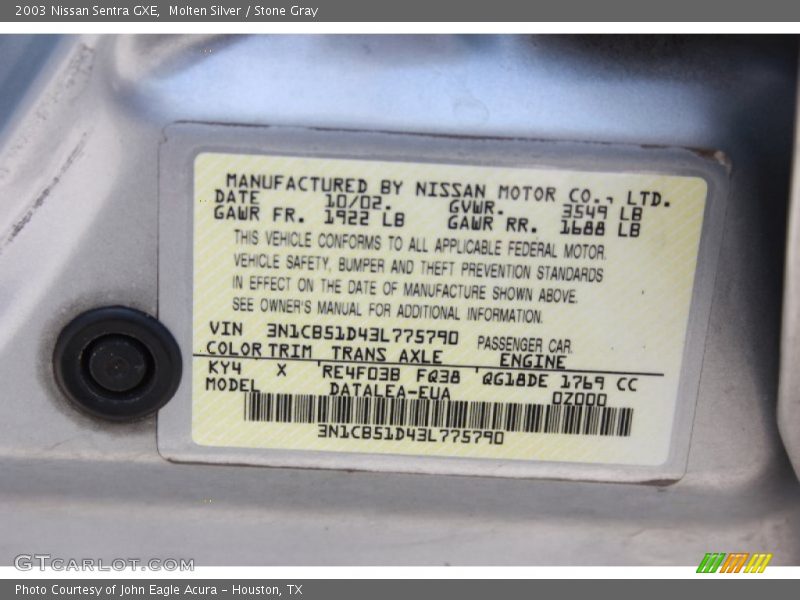 2003 Nissan Sentra GXE, Molten Silver / Stone Gray
MANUFACTURED BY NISSAN MOTOR CO., LTD.
DATE 10/02. GVWR. 3549 LB
GAWR FR. 1922 LB GAWR RR. 1688 LB
THIS VEHICLE CONFORMS TO ALL APPLICABLE FEDERAL MOTOR
VEHICLE SAFETY, BUMPER AND THEFT PREVENTION STANDARDS
IN EFFECT ON THE DATE OF MANUFACTURE SHOWN ABOVE.
SEE OWNER'S MANUAL FOR ADDITIONAL INFORMATION.
VIN 3N1CB51D43L775790 PASSENGER CAR.
COLOR TRIM TRANS AXLE ENGINE
KY4 X RE4F03B FQ38 QG18DE 1769 CC
MODEL DATALEA-EUA 0Z000
3N1CB51D43L775790
GTCARLOT.COM
Photo Courtesy of John Eagle Acura - Houston, TX